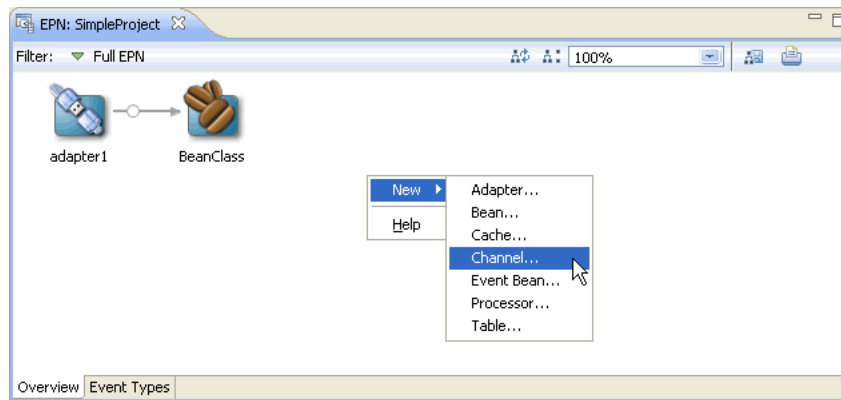 EPN: SimpleProject
Filter: Full EPN 100%
adapter1 BeanClass
New Adapter...
Bean...
Help
Cache...
Channel...
Event Bean...
Processor...
Table...
Overview Event Types